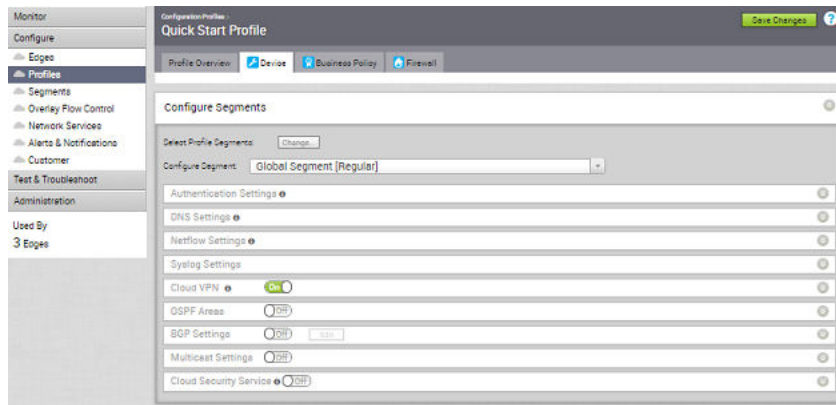 Monitor
Configure
Edges
Profiles
Segments
Overlay Flow Control
Network Services
Alerts & Notifications
Customer
Test & Troubleshoot
Administration
Used By
3 Edges
Configuration Profiles
Quick Start Profile
Save Changes
?
Profile Overview
Device
Business Policy
Firewall
Configure Segments
Select Profile Segments:
Change...
Configure Segment:
Global Segment [Regular]
Authentication Settings
DNS Settings
Netflow Settings
Syslog Settings
Cloud VPN On
OSPF Areas Off
BGP Settings Off
Multicast Settings Off
Cloud Security Service Off